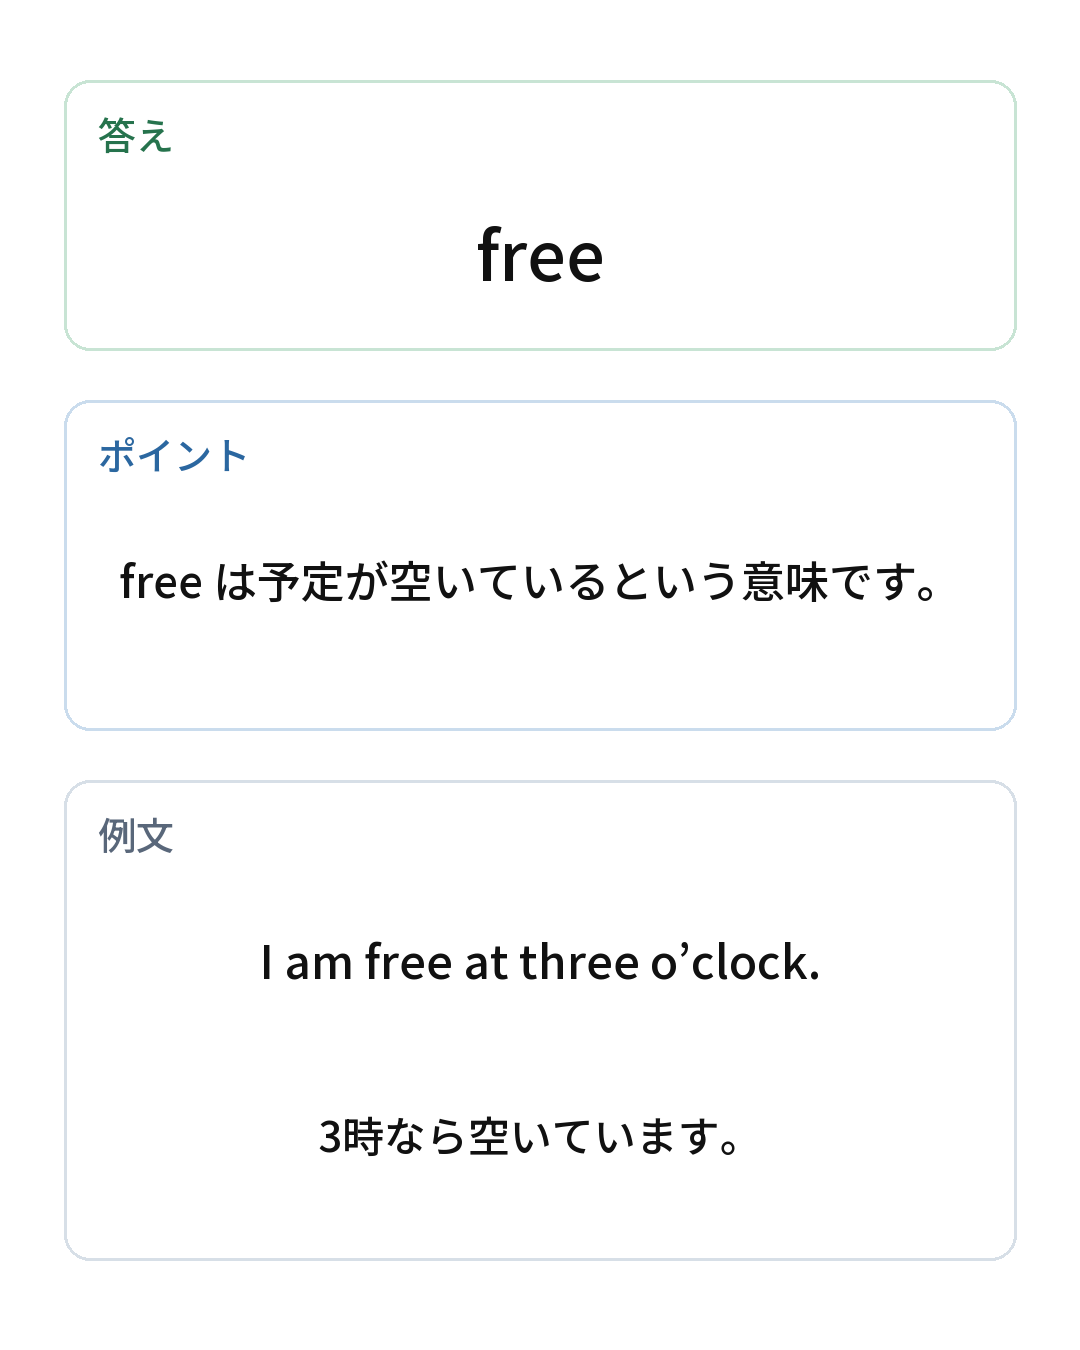 答え
free
ポイント
free は予定が空いているという意味です。
例文
I am free at three o’clock.
3時なら空いています。